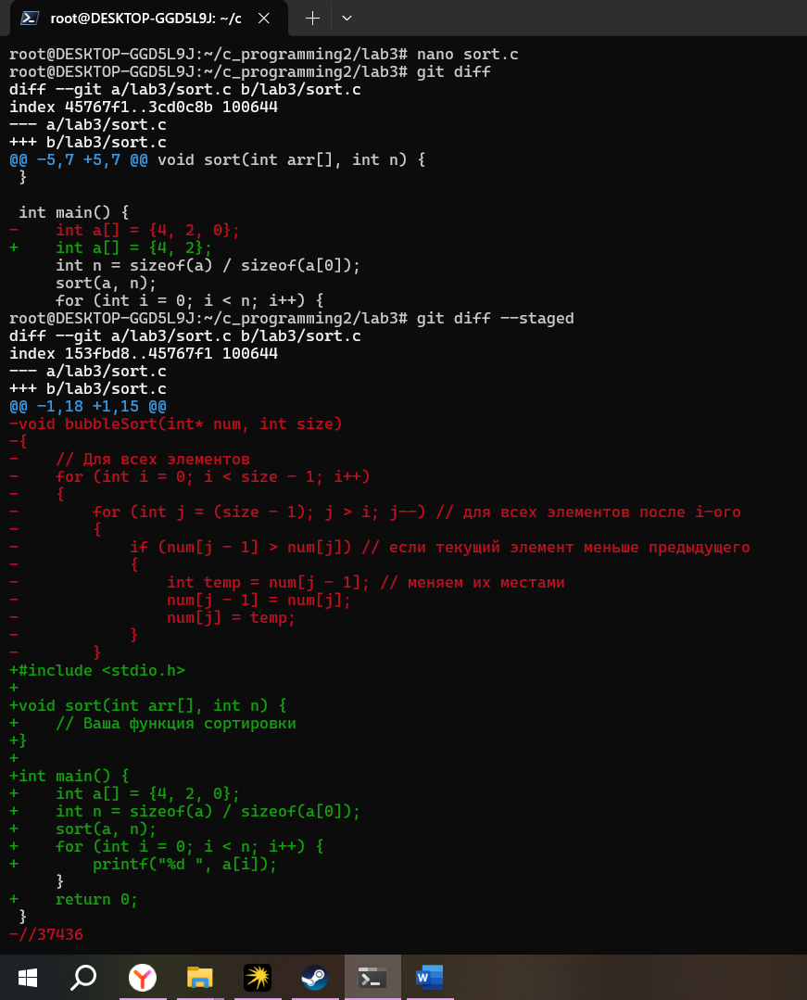 root@DESKTOP-GGD5L9J: ~/c
root@DESKTOP-GGD5L9J:~/c_programming2/lab3# nano sort.c
root@DESKTOP-GGD5L9J:~/c_programming2/lab3# git diff
diff --git a/lab3/sort.c b/lab3/sort.c
index 45767f1..3cd0c8b 100644
--- a/lab3/sort.c
+++ b/lab3/sort.c
@@ -5,7 +5,7 @@ void sort(int arr[], int n) {
 }

 int main() {
-    int a[] = {4, 2, 0};
+    int a[] = {4, 2};
     int n = sizeof(a) / sizeof(a[0]);
     sort(a, n);
     for (int i = 0; i < n; i++) {
root@DESKTOP-GGD5L9J:~/c_programming2/lab3# git diff --staged
diff --git a/lab3/sort.c b/lab3/sort.c
index 153fbd8..45767f1 100644
--- a/lab3/sort.c
+++ b/lab3/sort.c
@@ -1,18 +1,15 @@
-void bubbleSort(int* num, int size)
-{
-    // Для всех элементов
-    for (int i = 0; i < size - 1; i++)
-    {
-        for (int j = (size - 1); j > i; j--) // для всех элементов после i-ого
-        {
-            if (num[j - 1] > num[j]) // если текущий элемент меньше предыдущего
-            {
-                int temp = num[j - 1]; // меняем их местами
-                num[j - 1] = num[j];
-                num[j] = temp;
-            }
-        }
+#include <stdio.h>
+
+void sort(int arr[], int n) {
+    // Ваша функция сортировки
+}
+
+int main() {
+    int a[] = {4, 2, 0};
+    int n = sizeof(a) / sizeof(a[0]);
+    sort(a, n);
+    for (int i = 0; i < n; i++) {
+        printf("%d ", a[i]);
     }
+    return 0;
 }
-//37436